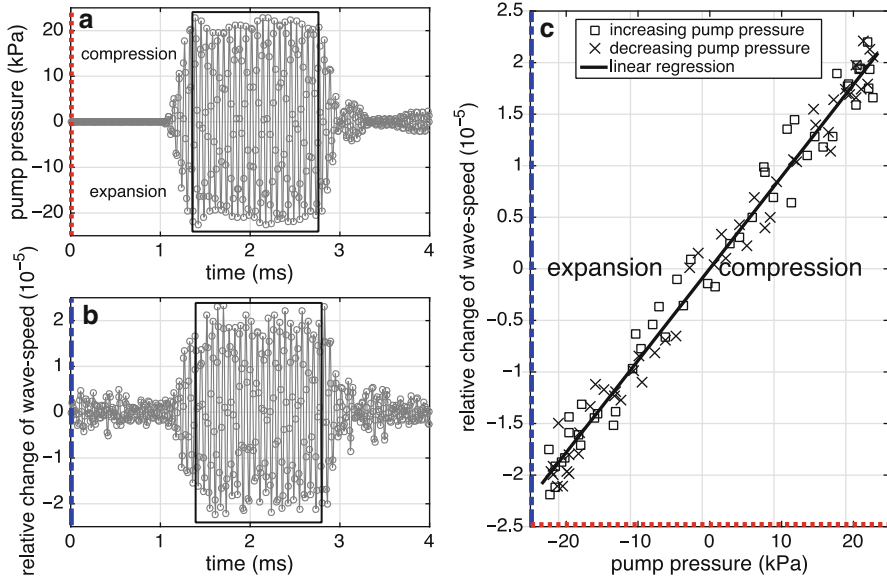 a
pump pressure (kPa)
20
10
0
−10
−20
compression
expansion
0
1
2
3
4
time (ms)
b
relative change of wave-speed (10⁻⁵)
2
1
0
−1
−2
0
1
2
3
4
time (ms)
c
relative change of wave-speed (10⁻⁵)
2.5
2
1.5
1
0.5
0
−0.5
−1
−1.5
−2
−2.5
increasing pump pressure
decreasing pump pressure
linear regression
expansion
compression
−20
−10
0
10
20
pump pressure (kPa)